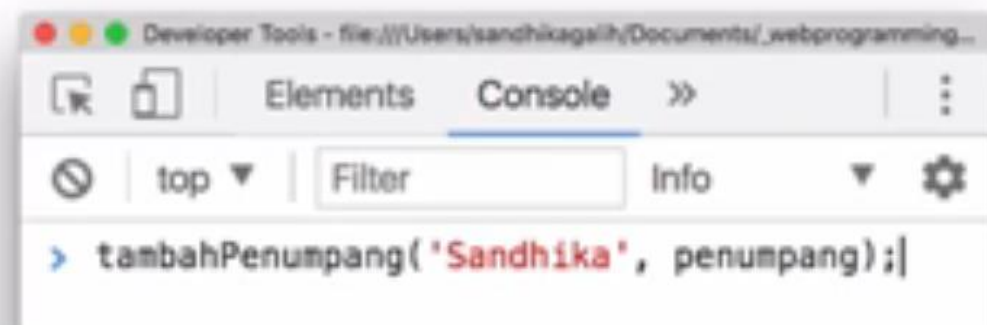 Developer Tools - file:///Users/sandhikagalih/Documents/_webprogramming...
Elements Console »
top ▼ Filter Info ▼
> tambahPenumpang('Sandhika', penumpang);